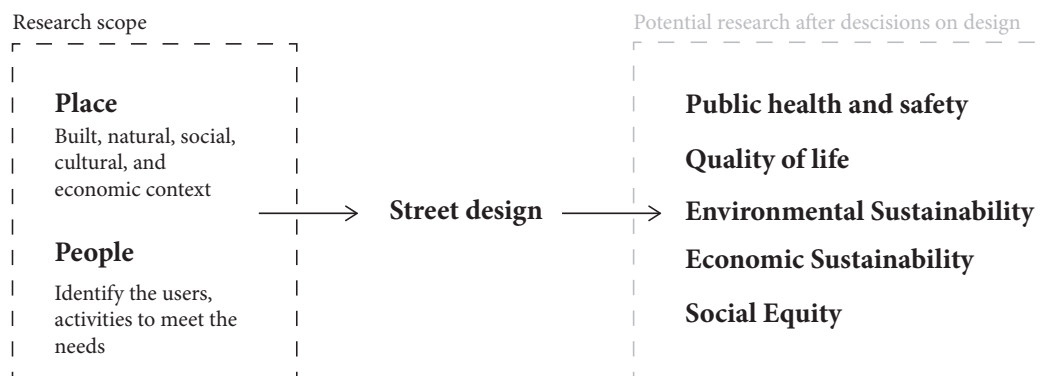 Research scope
Place
Built, natural, social,
cultural, and
economic context
People
Identify the users,
activities to meet the
needs
Street design
Potential research after descisions on design
Public health and safety
Quality of life
Environmental Sustainability
Economic Sustainability
Social Equity